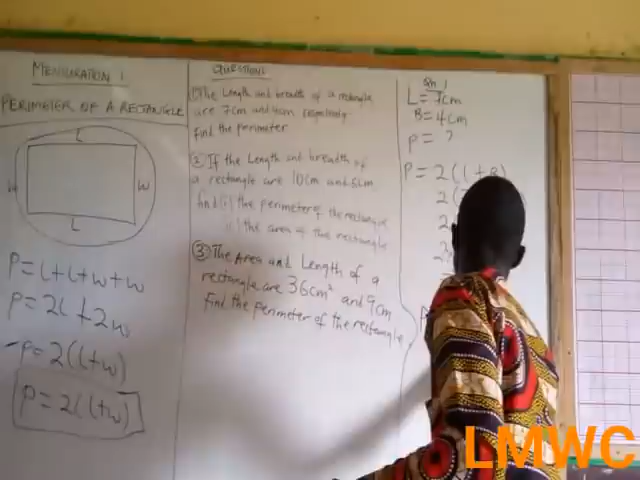 MENSURATION 1
PERIMETER OF A RECTANGLE
L
W
W
L
P = L + L + W + W
P = 2L + 2W
P = 2(L+W)
P = 2(L+W)
QUESTIONS
① The Length and breadth of a rectangle
are 7cm and 4cm respectively
Find the perimeter
② If the Length and breadth of
a rectangle are 10cm and 5cm
find (i) the perimeter of the rectangle
(ii) the area of the rectangle
③ The Area and Length of a
rectangle are 36cm² and 9cm
find the perimeter of the rectangle
Qn 1
L = 7cm
B = 4cm
P = ?
P = 2(L+B)
2(
2
2
LMWC